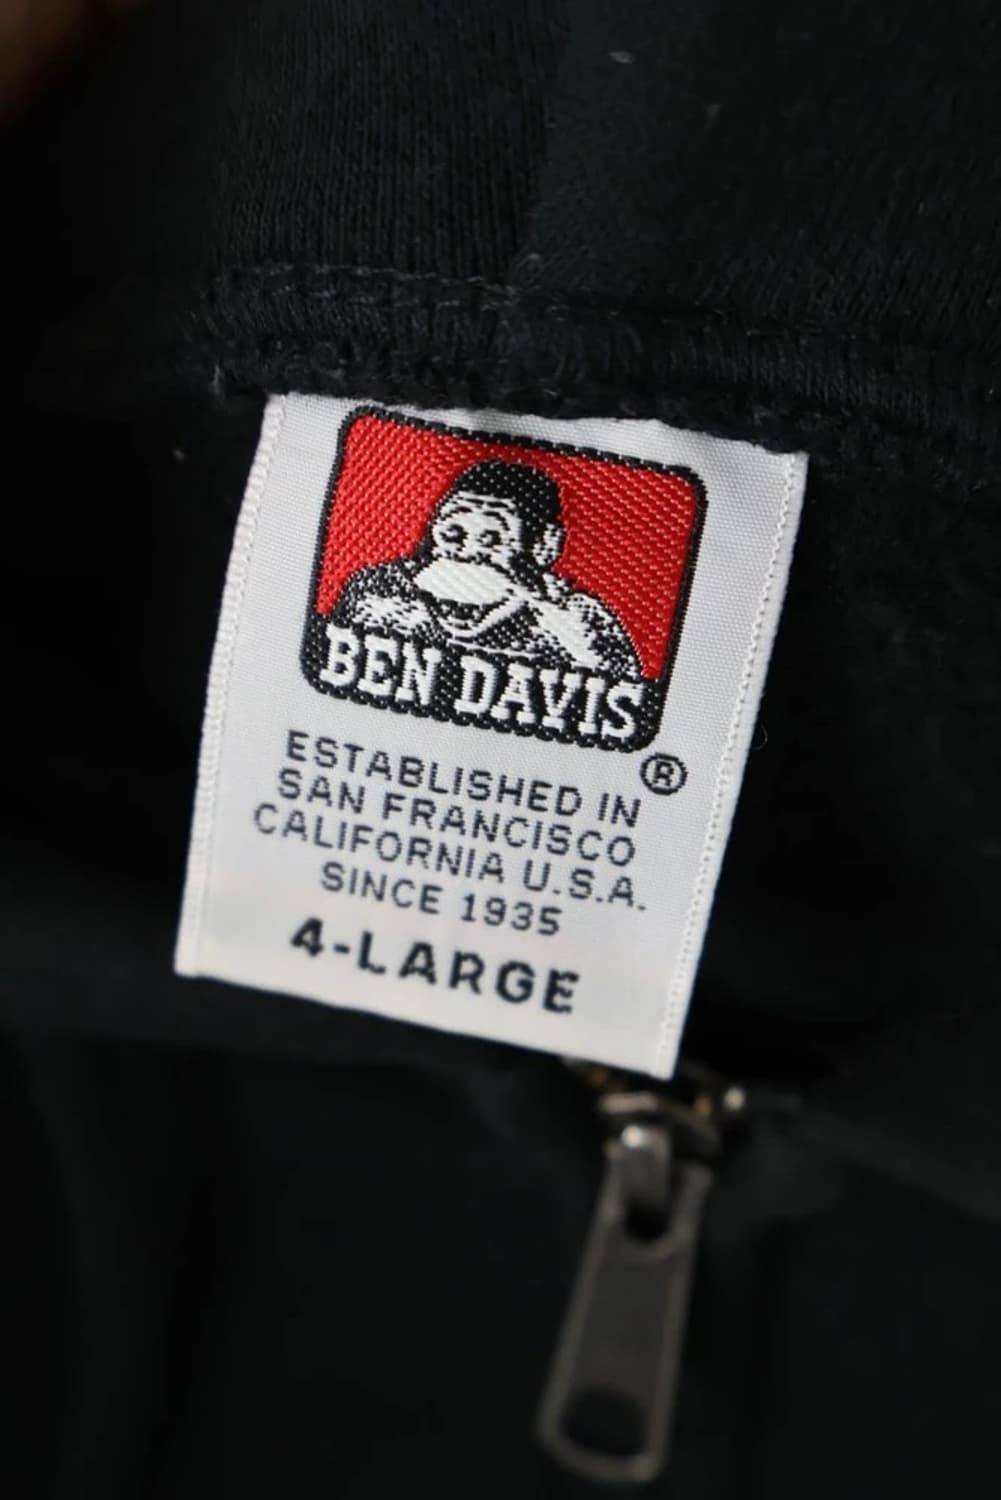 BEN DAVIS
®
ESTABLISHED IN
SAN FRANCISCO
CALIFORNIA U.S.A.
SINCE 1935
4-LARGE